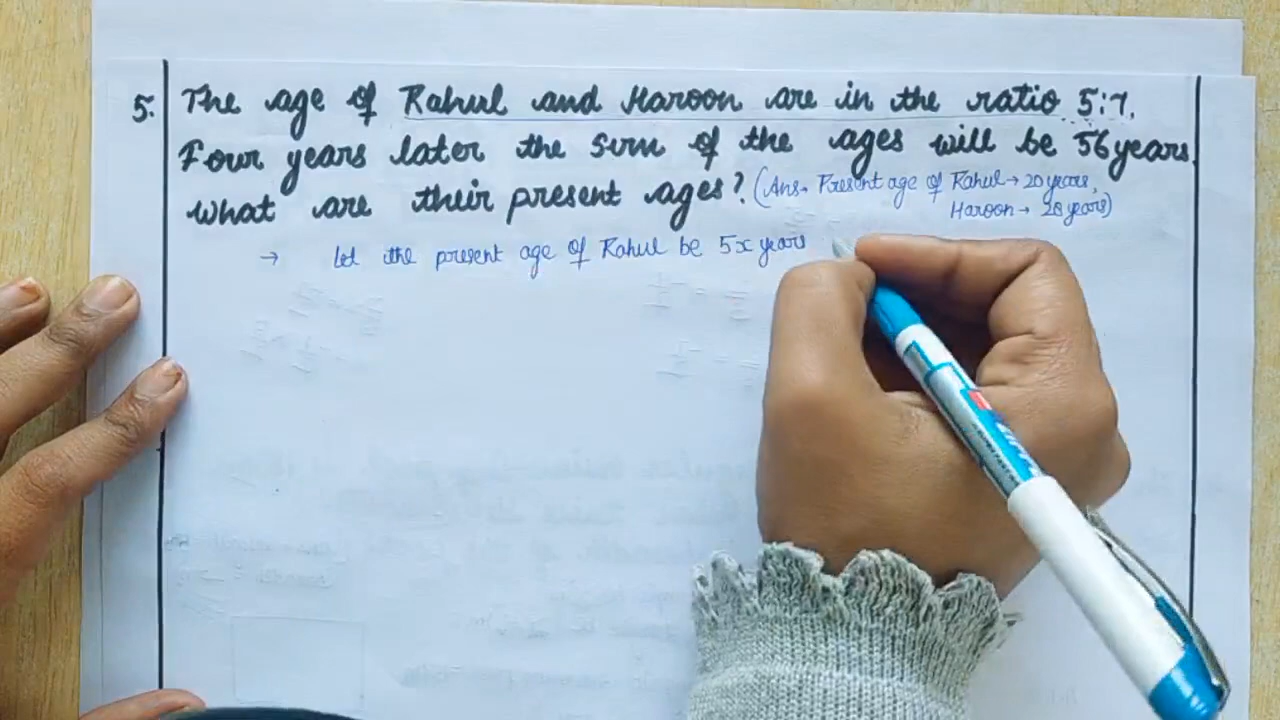 5. The age of Rahul and Haroon are in the ratio 5:7.
Four years later the sum of the ages will be 56 years.
What are their present ages? (Ans→ Present age of Rahul → 20 years,
Haroon → 28 years)
→ Let the present age of Rahul be 5x years